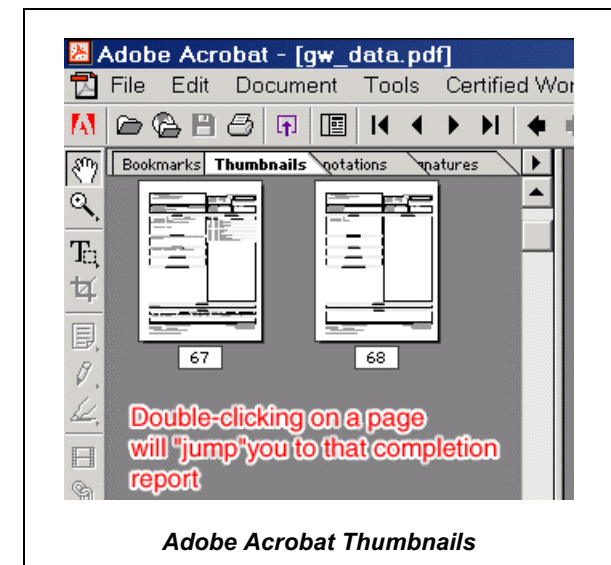 Adobe Acrobat - [gw_data.pdf]
File Edit Document Tools Certified Wor
Bookmarks Thumbnails notations natures
67 68
Double-clicking on a page
will "jump"you to that completion
report
Adobe Acrobat Thumbnails